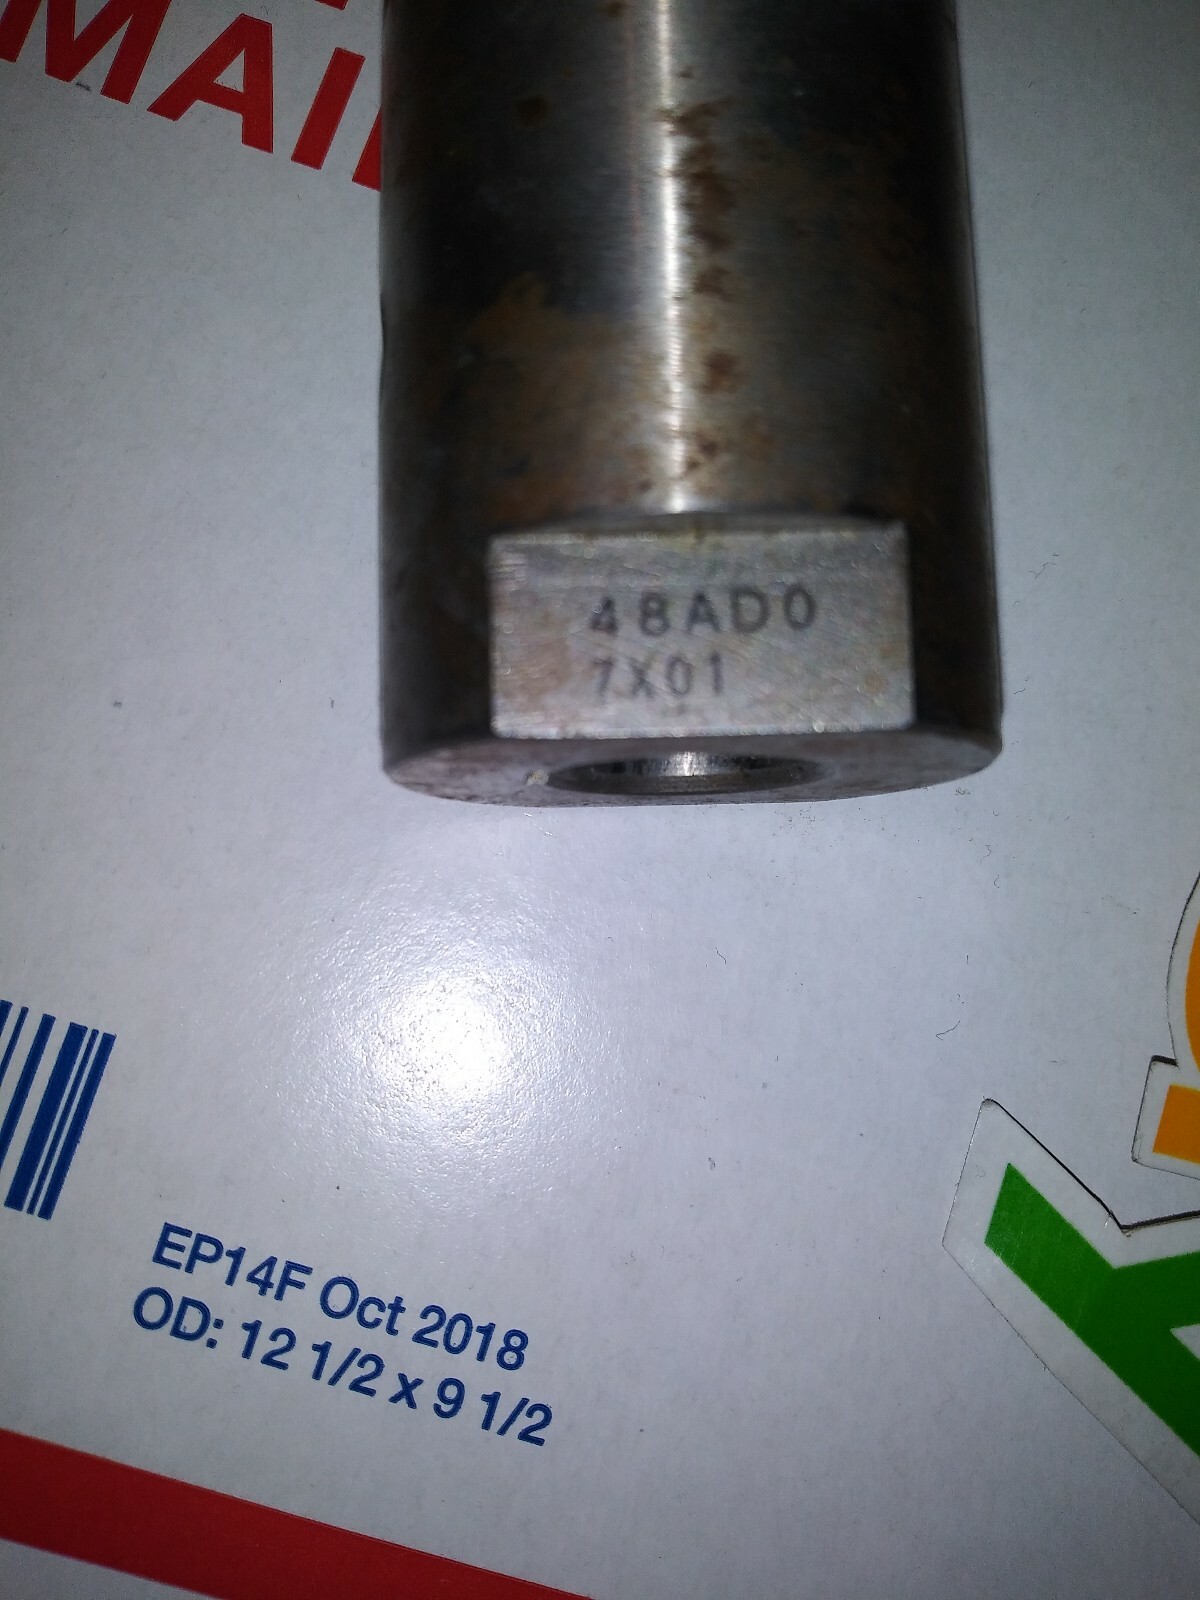 MAI
48AD0
7X01
EP14F Oct 2018
OD: 12 1/2 x 9 1/2
K